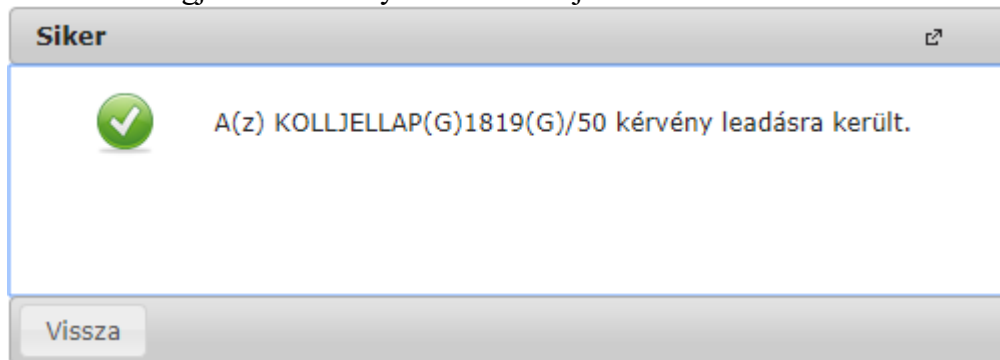 Siker
A(z) KOLLJELLAP(G)1819(G)/50 kérvény leadásra került.
Vissza